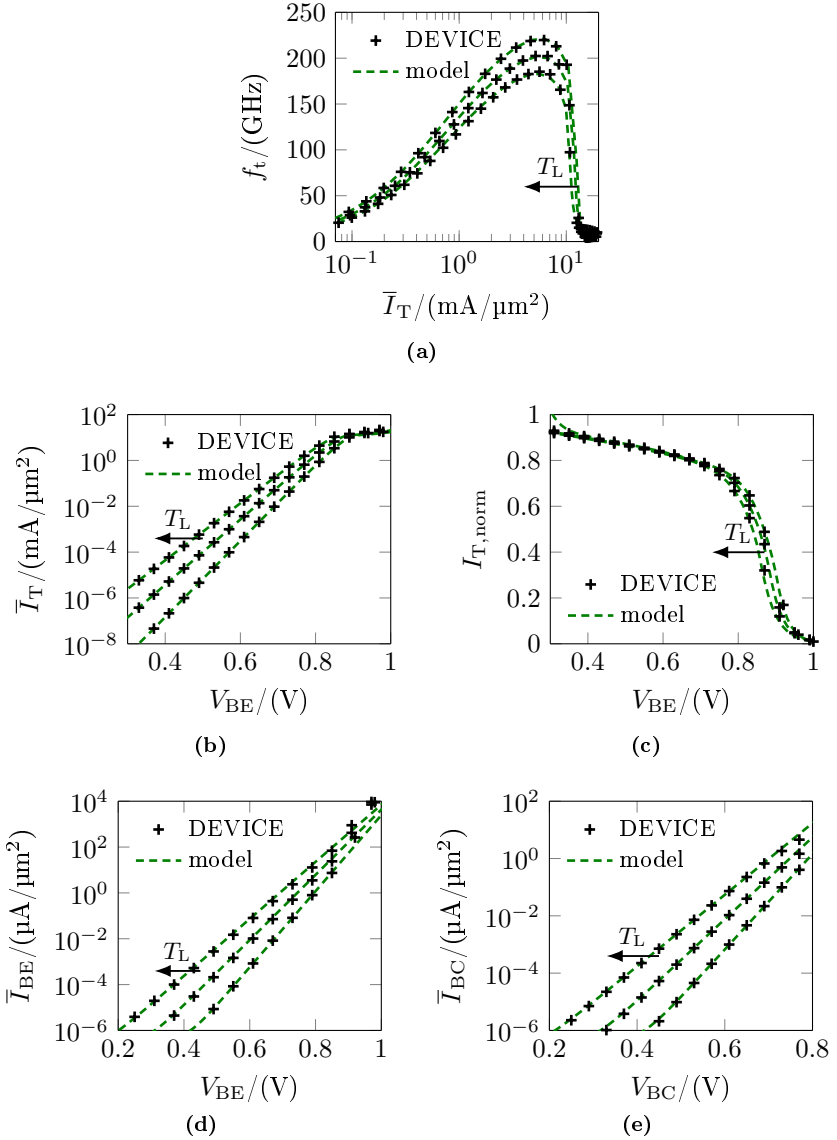 250
200
150
100
50
0
f_t/(GHz)
DEVICE
model
T_L
10^−1 10^0 10^1
I̅_T/(mA/µm²)
(a)
10^2
10^0
10^−2
10^−4
10^−6
10^−8
I̅_T/(mA/µm²)
DEVICE
model
T_L
0.4 0.6 0.8 1
V_BE/(V)
(b)
1
0.8
0.6
0.4
0.2
0
I_T,norm
T_L
DEVICE
model
0.4 0.6 0.8 1
V_BE/(V)
(c)
10^4
10^2
10^0
10^−2
10^−4
10^−6
I̅_BE/(µA/µm²)
DEVICE
model
T_L
0.2 0.4 0.6 0.8 1
V_BE/(V)
(d)
10^2
10^0
10^−2
10^−4
10^−6
I̅_BC/(µA/µm²)
DEVICE
model
T_L
0.2 0.4 0.6 0.8
V_BC/(V)
(e)